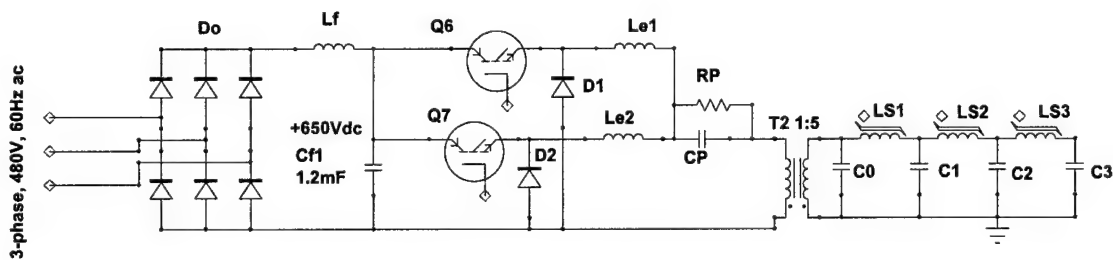 3-phase, 480V, 60Hz ac
Do
Lf
Q6
Le1
D1
RP
Q7
+650Vdc
Cf1
1.2mF
D2
Le2
CP
T2 1:5
LS1
LS2
LS3
C0
C1
C2
C3